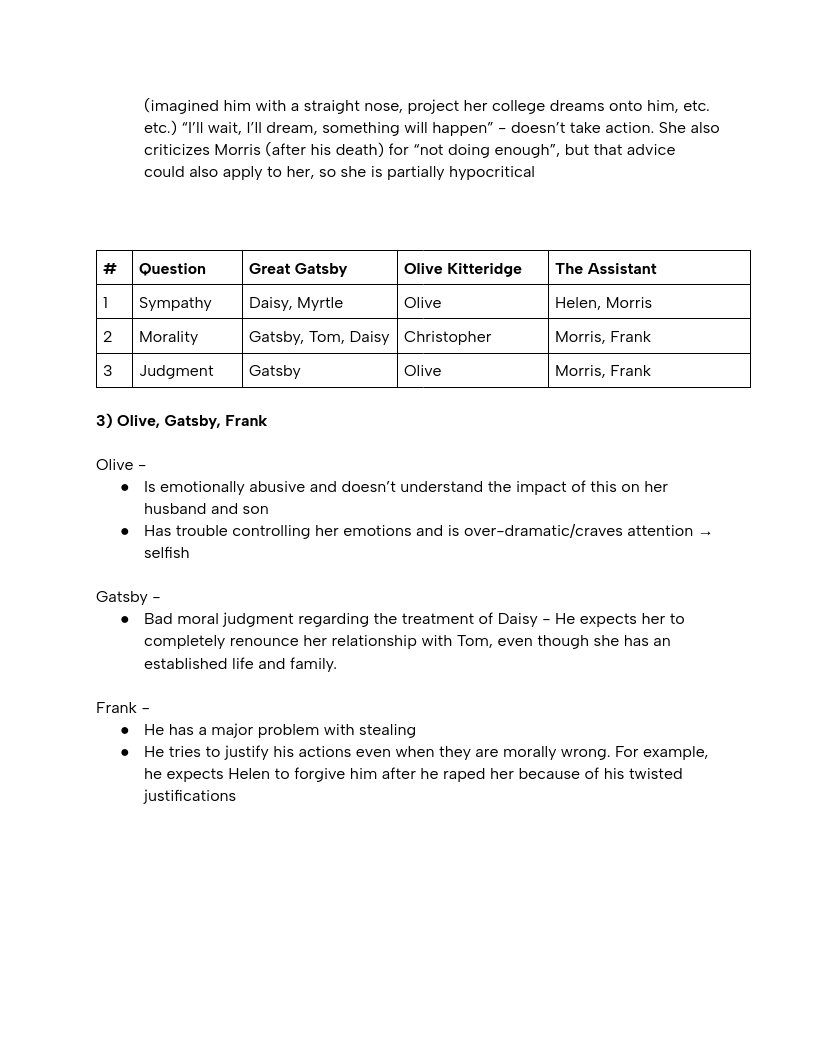 (imagined him with a straight nose, project her college dreams onto him, etc.
etc.) “I’ll wait, I’ll dream, something will happen” – doesn’t take action. She also
criticizes Morris (after his death) for “not doing enough”, but that advice
could also apply to her, so she is partially hypocritical
# Question Great Gatsby Olive Kitteridge The Assistant
1 Sympathy Daisy, Myrtle Olive Helen, Morris
2 Morality Gatsby, Tom, Daisy Christopher Morris, Frank
3 Judgment Gatsby Olive Morris, Frank
3) Olive, Gatsby, Frank
Olive –
● Is emotionally abusive and doesn’t understand the impact of this on her
husband and son
● Has trouble controlling her emotions and is over-dramatic/craves attention →
selfish
Gatsby –
● Bad moral judgment regarding the treatment of Daisy – He expects her to
completely renounce her relationship with Tom, even though she has an
established life and family.
Frank –
● He has a major problem with stealing
● He tries to justify his actions even when they are morally wrong. For example,
he expects Helen to forgive him after he raped her because of his twisted
justifications